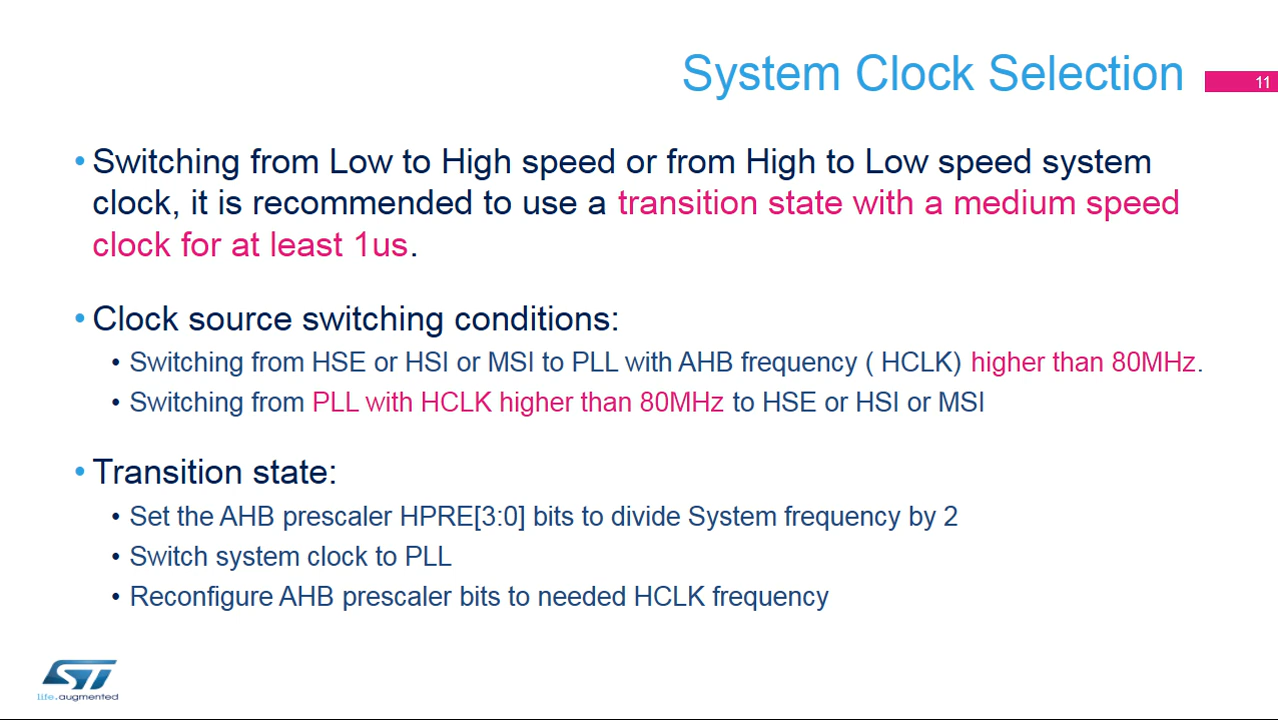 System Clock Selection
11
• Switching from Low to High speed or from High to Low speed system
clock, it is recommended to use a transition state with a medium speed
clock for at least 1us.
• Clock source switching conditions:
• Switching from HSE or HSI or MSI to PLL with AHB frequency ( HCLK) higher than 80MHz.
• Switching from PLL with HCLK higher than 80MHz to HSE or HSI or MSI
• Transition state:
• Set the AHB prescaler HPRE[3:0] bits to divide System frequency by 2
• Switch system clock to PLL
• Reconfigure AHB prescaler bits to needed HCLK frequency
ST
life.augmented